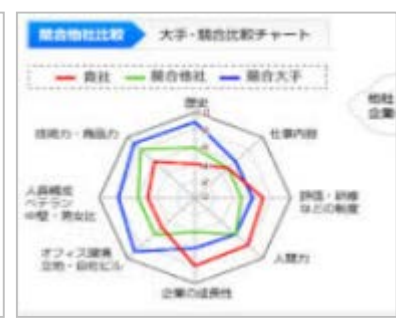 競合他社比較
大手・競合比較チャート
貴社
競合他社
競合大手
歴史
仕事内容
評価・研修
などの制度
人間力
企業の成長性
オフィス環境
立地・自社ビル
人員構成
ベテラン
中堅・男女比
技術力・商品力
他社
企業